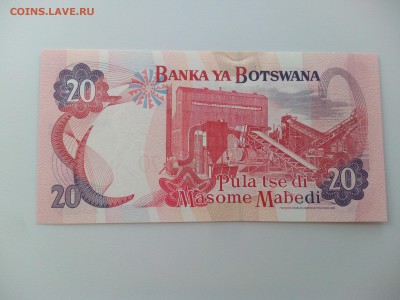 COINS.LAVE.RU
20
BANKA YA BOTSWANA
20
Pula tse di
Masome Mabedi
20